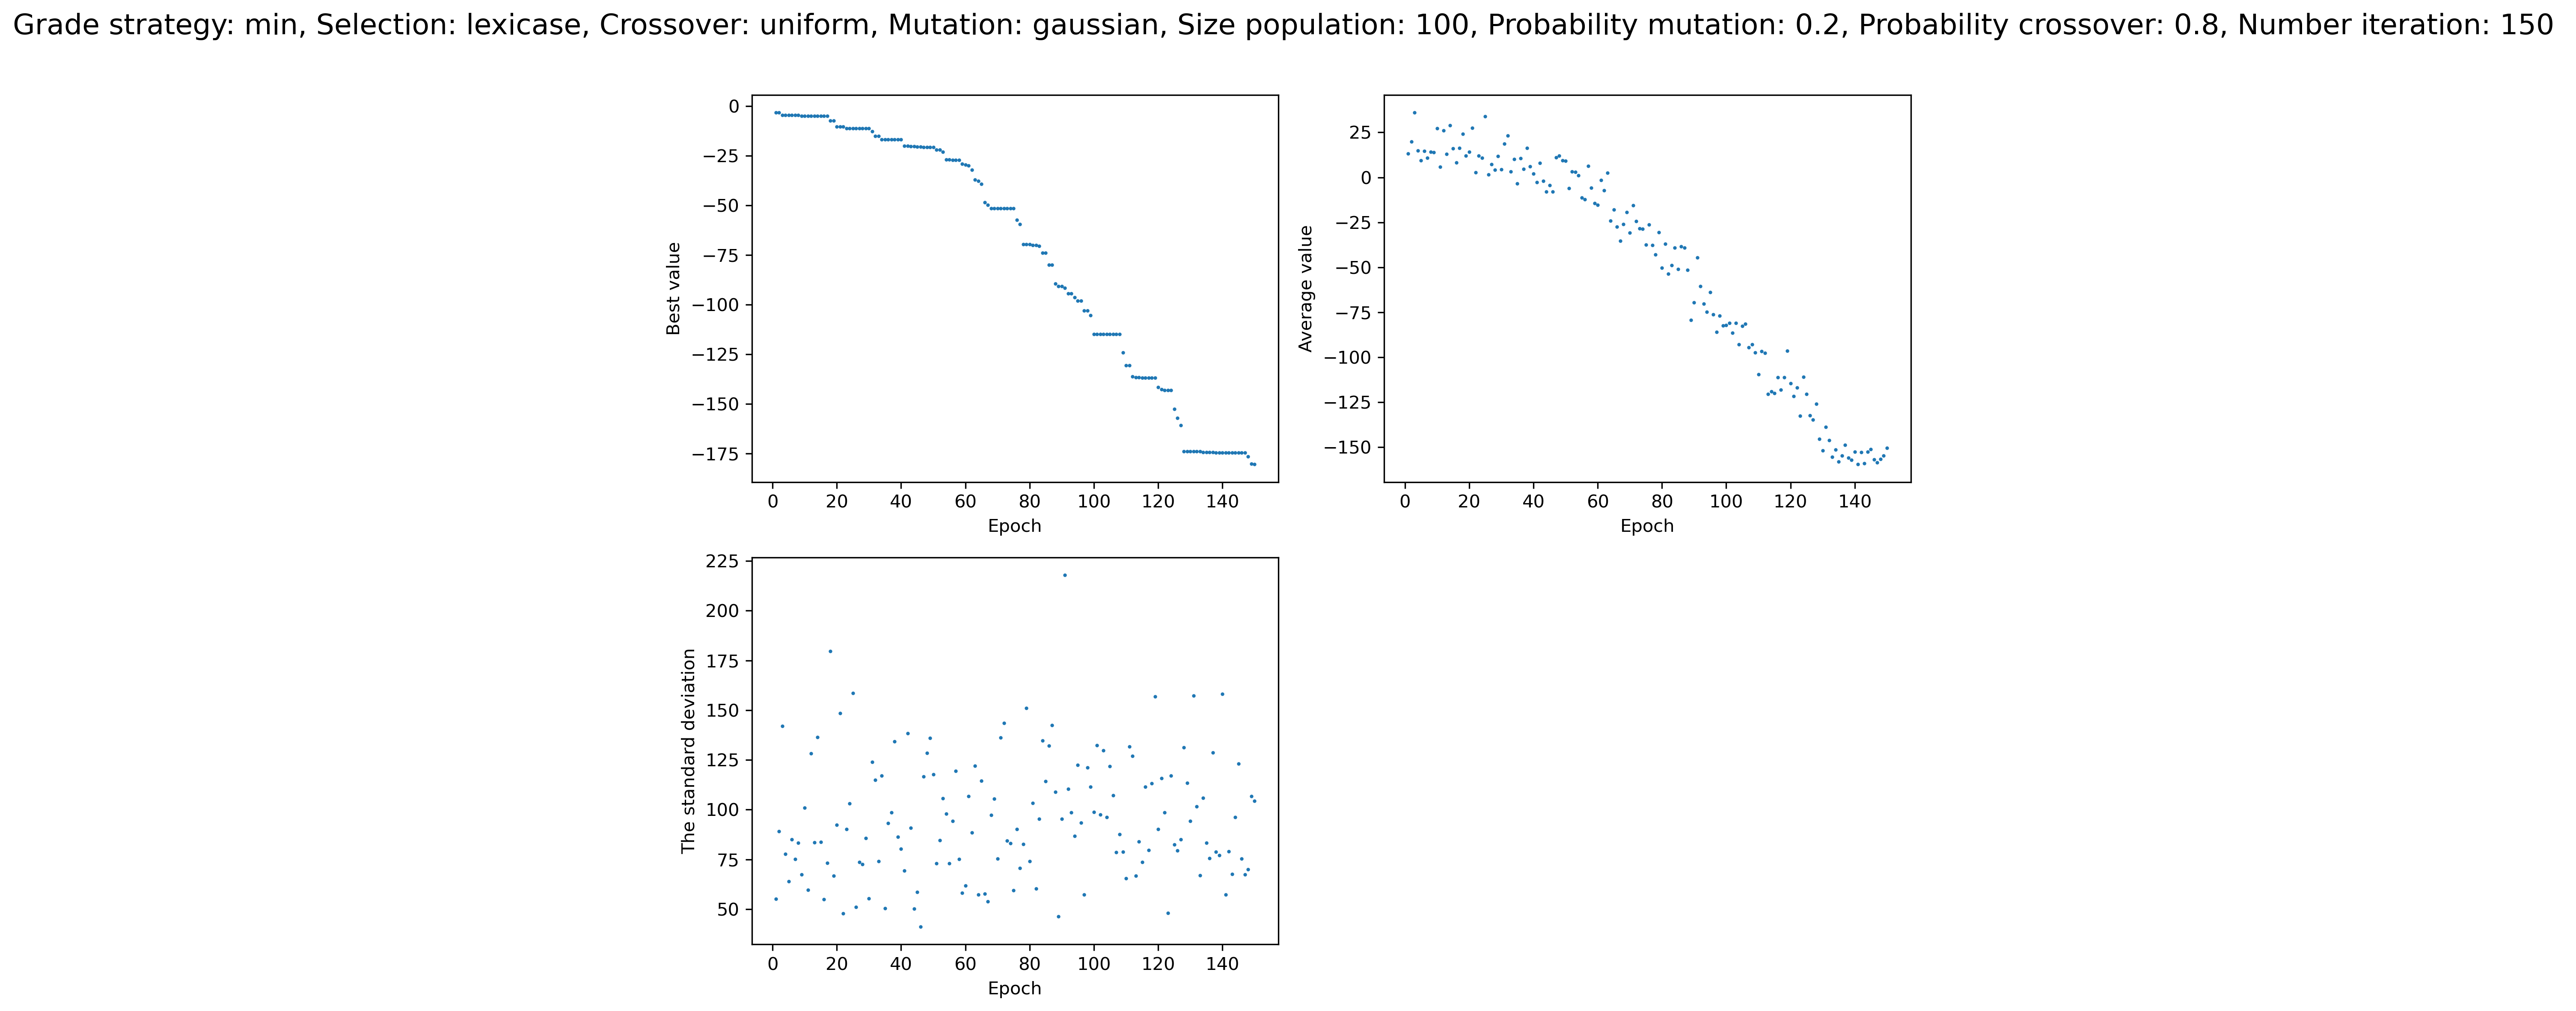 Grade strategy: min, Selection: lexicase, Crossover: uniform, Mutation: gaussian, Size population: 100, Probability mutation: 0.2, Probability crossover: 0.8, Number iteration: 150
Best value
0
−25
−50
−75
−100
−125
−150
−175
0 20 40 60 80 100 120 140
Epoch
Average value
25
0
−25
−50
−75
−100
−125
−150
0 20 40 60 80 100 120 140
Epoch
The standard deviation
225
200
175
150
125
100
75
50
0 20 40 60 80 100 120 140
Epoch